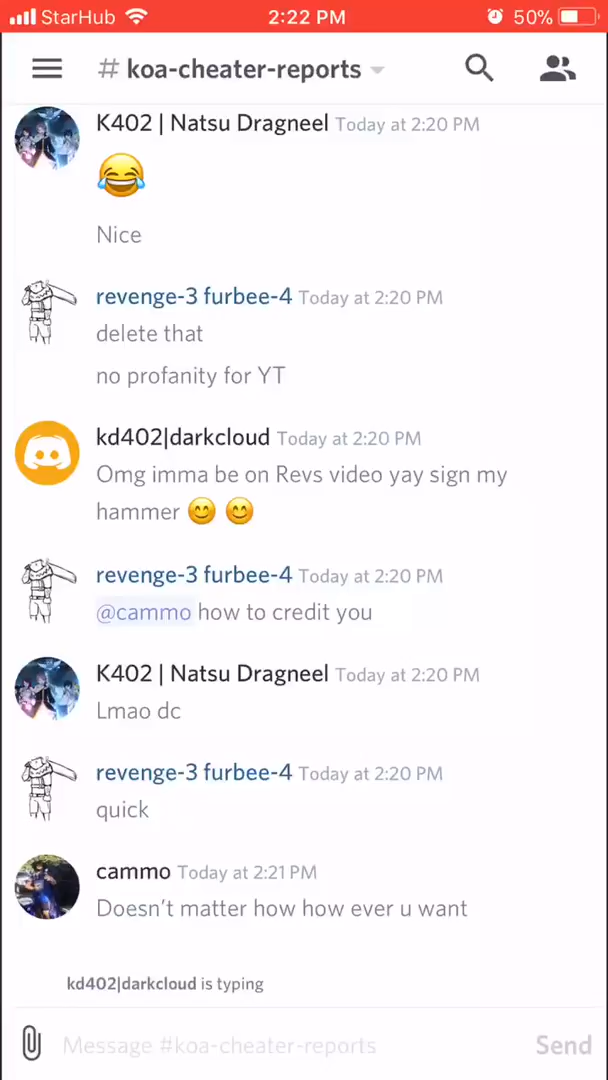 StarHub 2:22 PM 50%
# koa-cheater-reports
K402 | Natsu Dragneel Today at 2:20 PM
😂
Nice
revenge-3 furbee-4 Today at 2:20 PM
delete that
no profanity for YT
kd402|darkcloud Today at 2:20 PM
Omg imma be on Revs video yay sign my
hammer 😊 😊
revenge-3 furbee-4 Today at 2:20 PM
@cammo how to credit you
K402 | Natsu Dragneel Today at 2:20 PM
Lmao dc
revenge-3 furbee-4 Today at 2:20 PM
quick
cammo Today at 2:21 PM
Doesn't matter how how ever u want
kd402|darkcloud is typing
Message #koa-cheater-reports Send